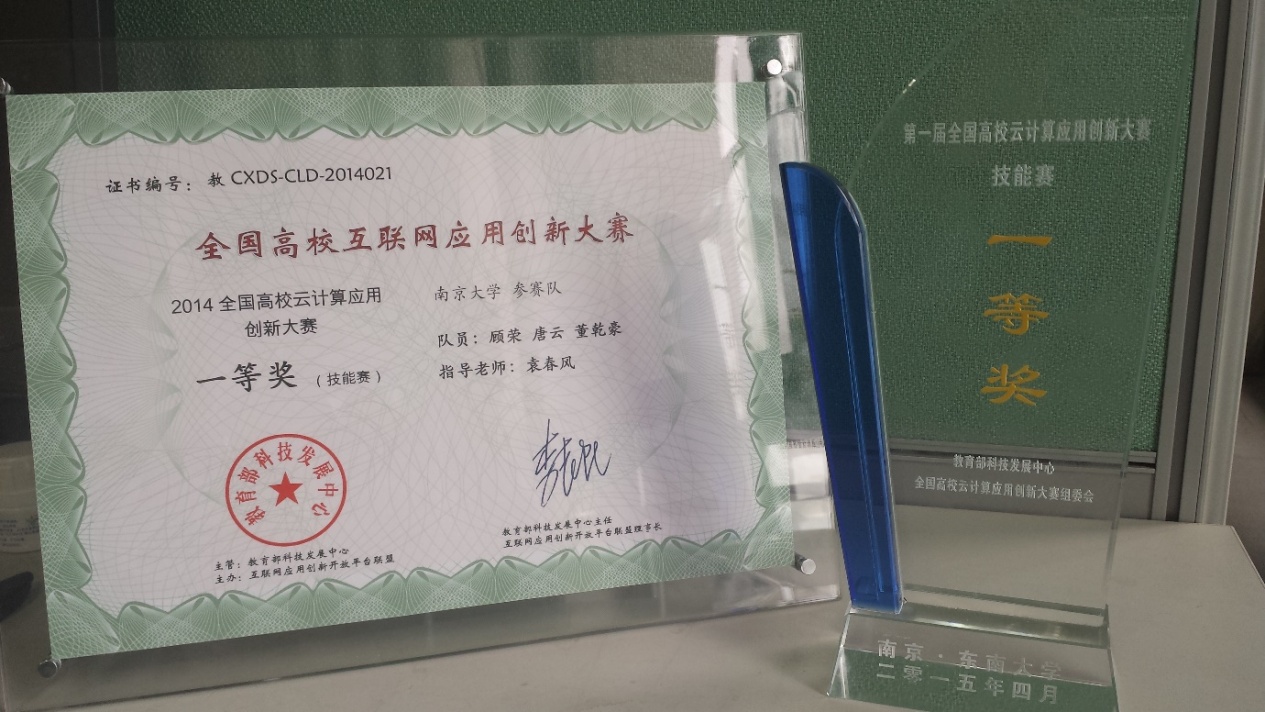 证书编号：教 CXDS-CLD-2014021
全国高校互联网应用创新大赛
2014 全国高校云计算应用
创新大赛
一等奖（技能赛）
南京大学 参赛队
队员：顾荣 唐云 董乾豪
指导老师：袁春风
教育部科技发展中心
主管：教育部科技发展中心
主办：互联网应用创新开放平台联盟
教育部科技发展中心主任
互联网应用创新开放平台联盟理事长
第一届全国高校云计算应用创新大赛
技能赛
一
等
奖
教育部科技发展中心
全国高校云计算应用创新大赛组委会
南京·东南大学
二零一五年四月